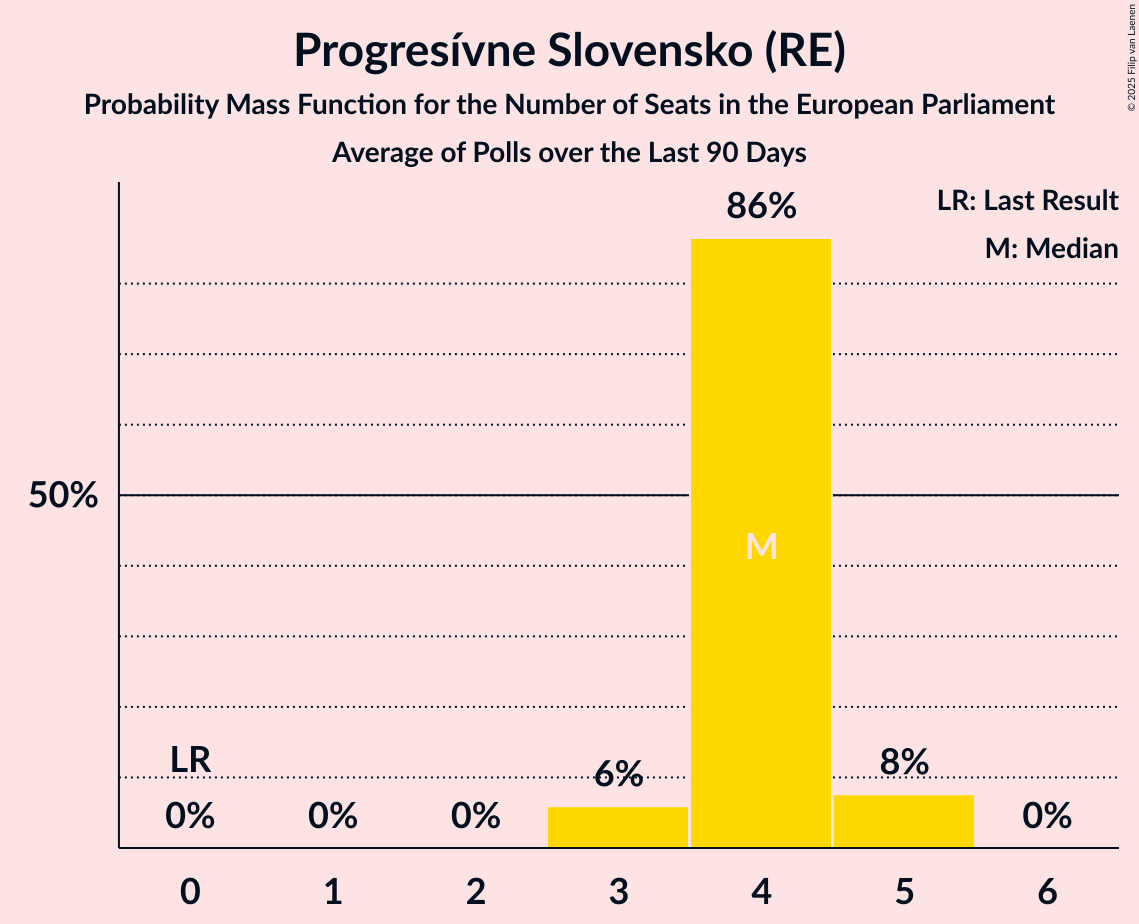 Progresívne Slovensko (RE)
Probability Mass Function for the Number of Seats in the European Parliament
Average of Polls over the Last 90 Days
© 2025 Filip van Laenen
LR: Last Result
M: Median
86%
50%
M
LR
0%
0%
0%
6%
8%
0%
0
1
2
3
4
5
6